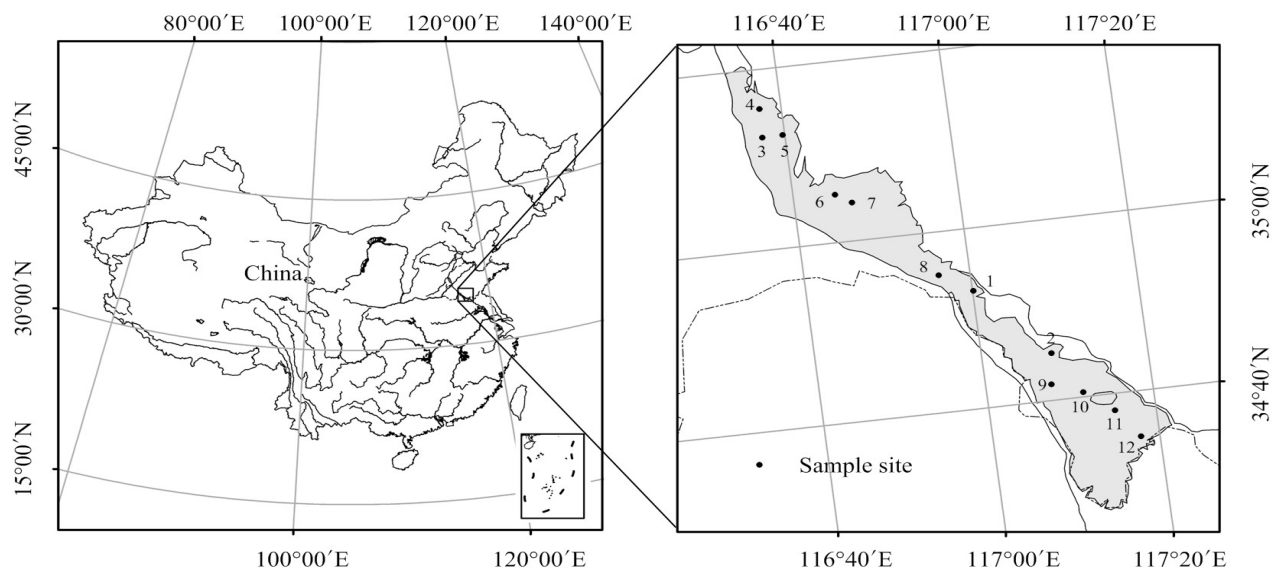 80°00′E 100°00′E 120°00′E 140°00′E
116°40′E 117°00′E 117°20′E
45°00′N
30°00′N
15°00′N
China
100°00′E 120°00′E
4
3 5
6 7
8 1
2
9
10
11
12
Sample site
35°00′N
34°40′N
116°40′E 117°00′E 117°20′E